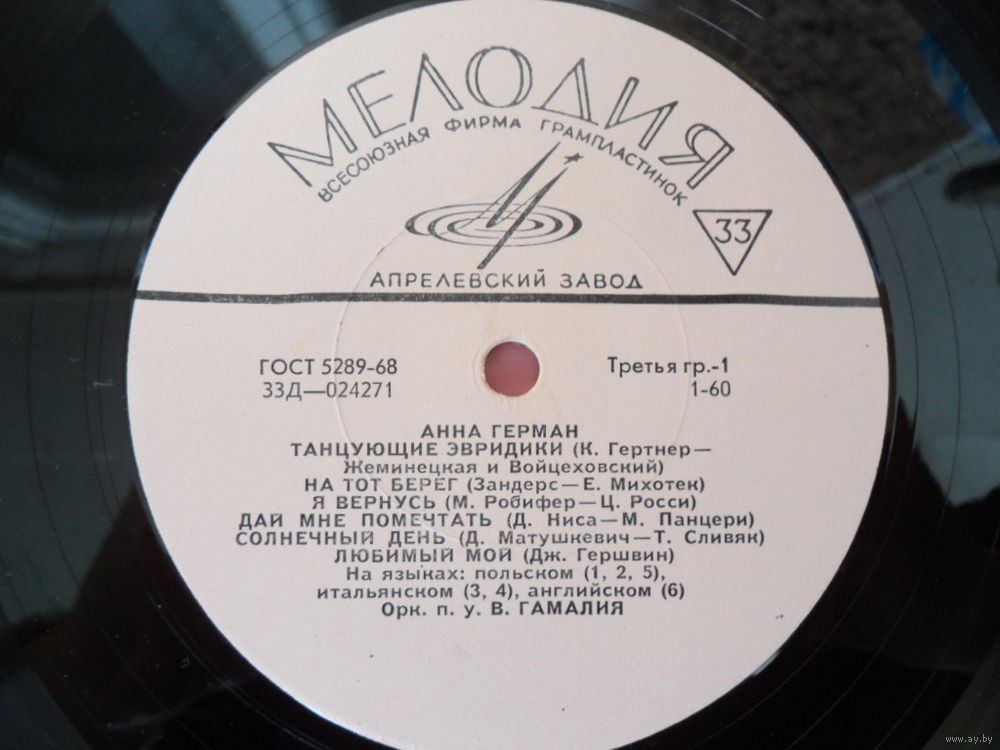 МЕЛОДИЯ
ВСЕСОЮЗНАЯ ФИРМА ГРАМПЛАСТИНОК
33
АПРЕЛЕВСКИЙ ЗАВОД
ГОСТ 5289-68
Третья гр.-1
33Д—024271
1-60
АННА ГЕРМАН
ТАНЦУЮЩИЕ ЭВРИДИКИ (К. Гертнер—
Жеминецкая и Войцеховский)
НА ТОТ БЕРЕГ (Зандерс—Е. Михотек)
Я ВЕРНУСЬ (М. Робифер—Ц. Росси)
ДАЙ МНЕ ПОМЕЧТАТЬ (Д. Ниса—М. Панцери)
СОЛНЕЧНЫЙ ДЕНЬ (Д. Матушкевич—Т. Сливяк)
ЛЮБИМЫЙ МОЙ (Дж. Гершвин)
На языках: польском (1, 2, 5),
итальянском (3, 4), английском (6)
Орк. п. у. В. ГАМАЛИЯ
www.ay.by